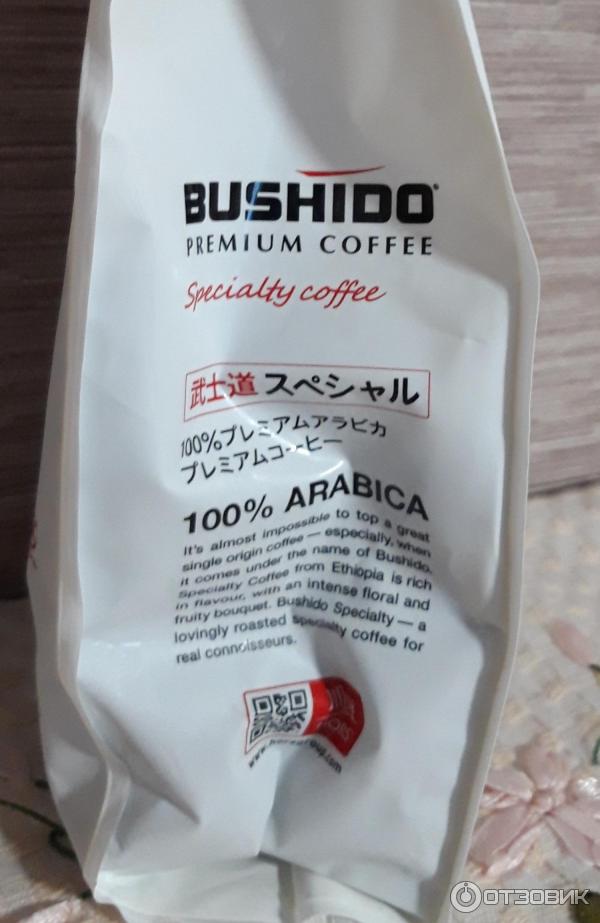 BUSHIDO
PREMIUM COFFEE
Specialty coffee
武士道 スペシャル
100%プレミアムアラビカ
プレミアムコーヒー
100% ARABICA
It's almost impossible to top a great
single origin coffee — especially, when
it comes under the name of Bushido.
Specialty Coffee from Ethiopia is rich
in flavour, with an intense floral and
fruity bouquet. Bushido Specialty — a
lovingly roasted specialty coffee for
real connoisseurs.
ОТЗОВИК